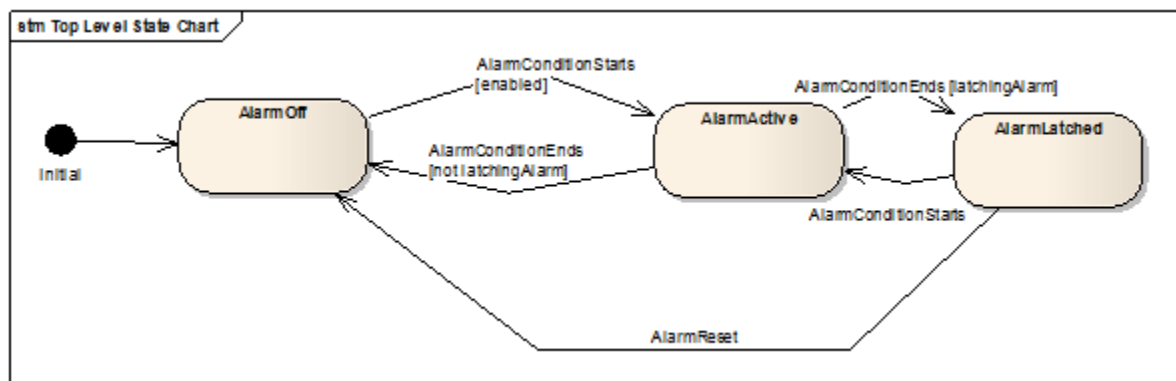 stm Top Level State Chart
AlarmConditionStarts
[enabled]
AlarmConditionEnds [latchingAlarm]
AlarmOff
AlarmActive
AlarmLatched
Initial
AlarmConditionEnds
[not latchingAlarm]
AlarmConditionStarts
AlarmReset